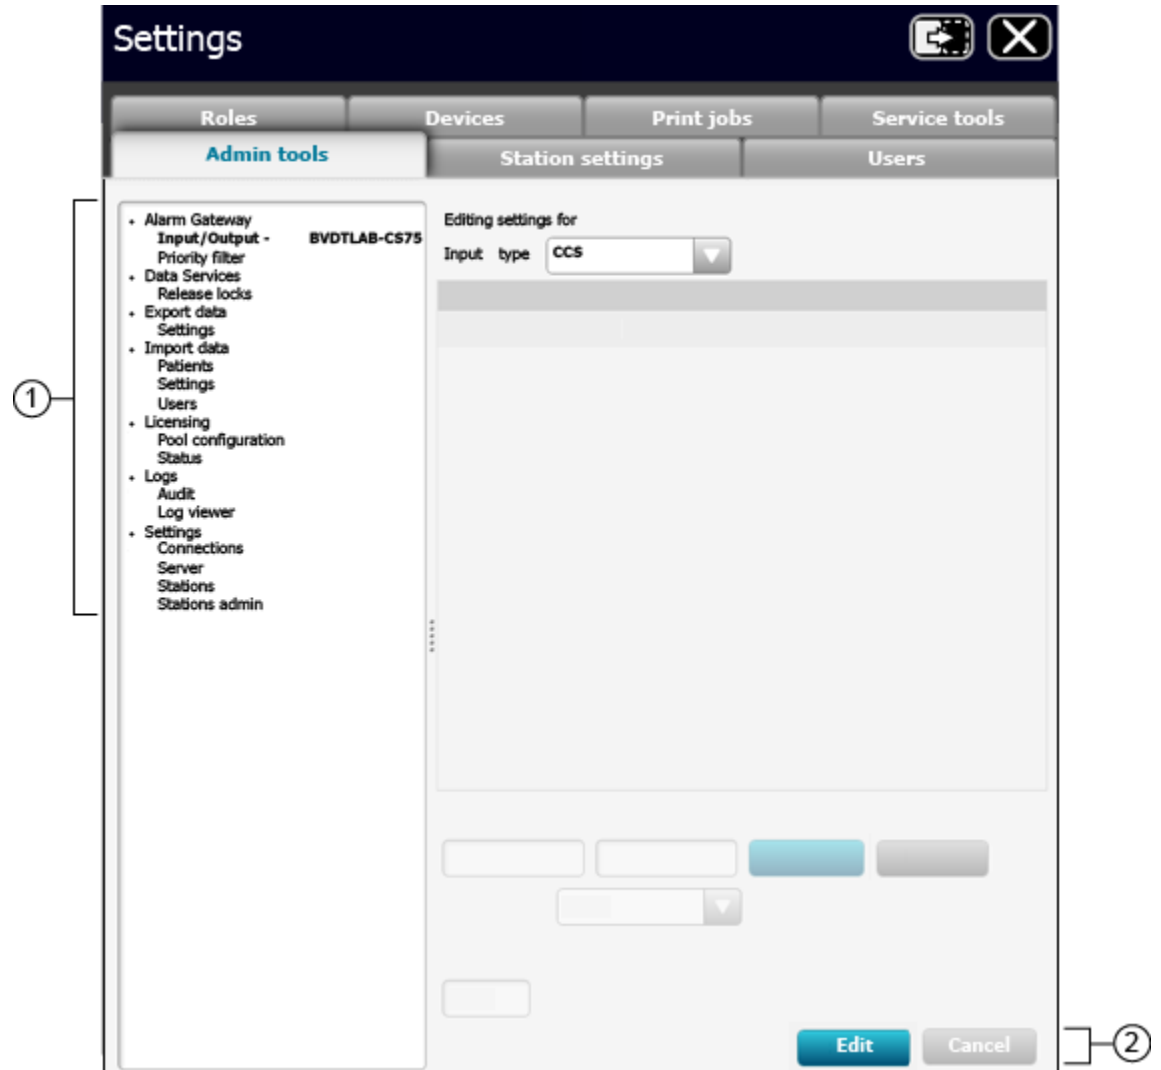 Settings
Roles Devices Print jobs Service tools
Admin tools Station settings Users
+ Alarm Gateway
Input/Output - BVDTLAB-CS75
Priority filter
+ Data Services
Release locks
+ Export data
Settings
+ Import data
Patients
Settings
Users
+ Licensing
Pool configuration
Status
+ Logs
Audit
Log viewer
+ Settings
Connections
Server
Stations
Stations admin
Editing settings for
Input type CCS
Edit Cancel
1
2